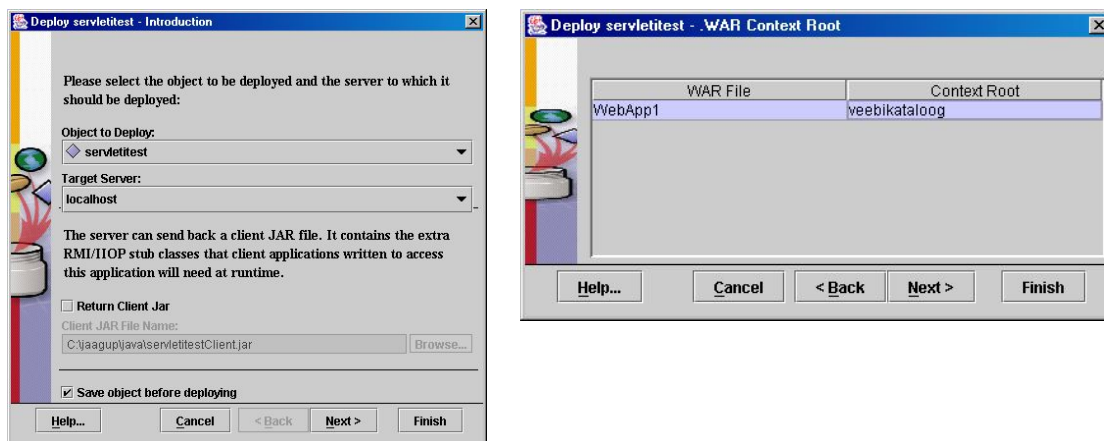 Deploy servletitest - Introduction
Please select the object to be deployed and the server to which it
should be deployed:
Object to Deploy:
servletitest
Target Server:
localhost
The server can send back a client JAR file. It contains the extra
RMI/IIOP stub classes that client applications written to access
this application will need at runtime.
Return Client Jar
Client JAR File Name:
C:\jaagup\java\servletitestClient.jar Browse...
Save object before deploying
Help... Cancel < Back Next > Finish
Deploy servletitest - .WAR Context Root
WAR File Context Root
WebApp1 veebikataloog
Help... Cancel < Back Next > Finish